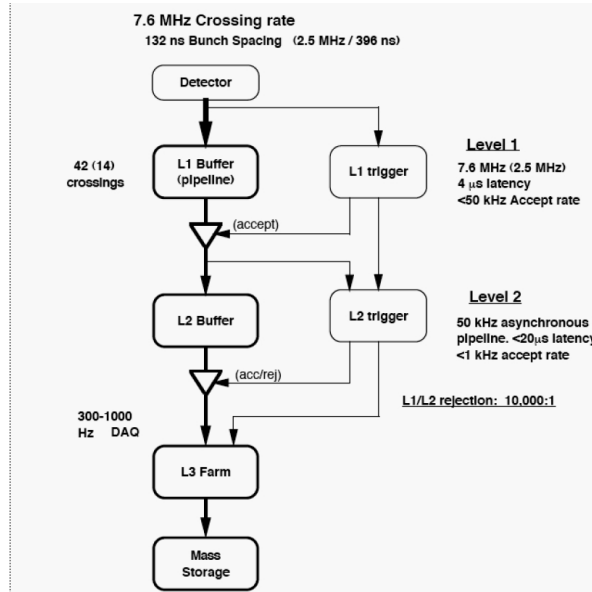 7.6 MHz Crossing rate
132 ns Bunch Spacing (2.5 MHz / 396 ns)
Detector
42 (14)
crossings
L1 Buffer
(pipeline)
L1 trigger
Level 1
7.6 MHz (2.5 MHz)
4 μs latency
<50 kHz Accept rate
(accept)
L2 Buffer
L2 trigger
Level 2
50 kHz asynchronous
pipeline. <20μs latency
<1 kHz accept rate
(acc/rej)
L1/L2 rejection: 10,000:1
300-1000
Hz DAQ
L3 Farm
Mass
Storage